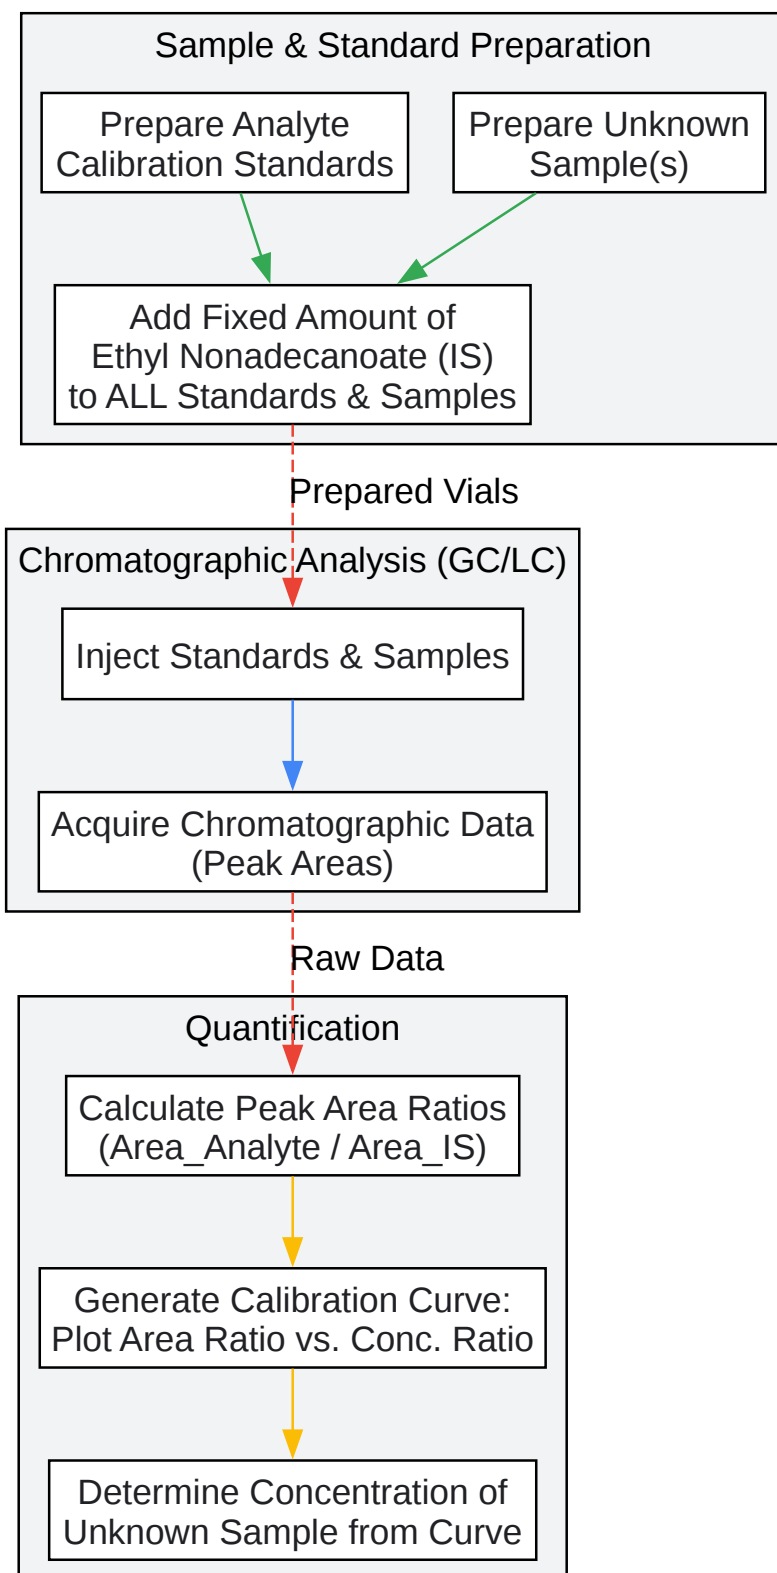 Sample & Standard Preparation
Prepare Analyte
Calibration Standards
Prepare Unknown
Sample(s)
Add Fixed Amount of
Ethyl Nonadecanoate (IS)
to ALL Standards & Samples
Prepared Vials
Chromatographic Analysis (GC/LC)
Inject Standards & Samples
Acquire Chromatographic Data
(Peak Areas)
Raw Data
Quantification
Calculate Peak Area Ratios
(Area_Analyte / Area_IS)
Generate Calibration Curve:
Plot Area Ratio vs. Conc. Ratio
Determine Concentration of
Unknown Sample from Curve